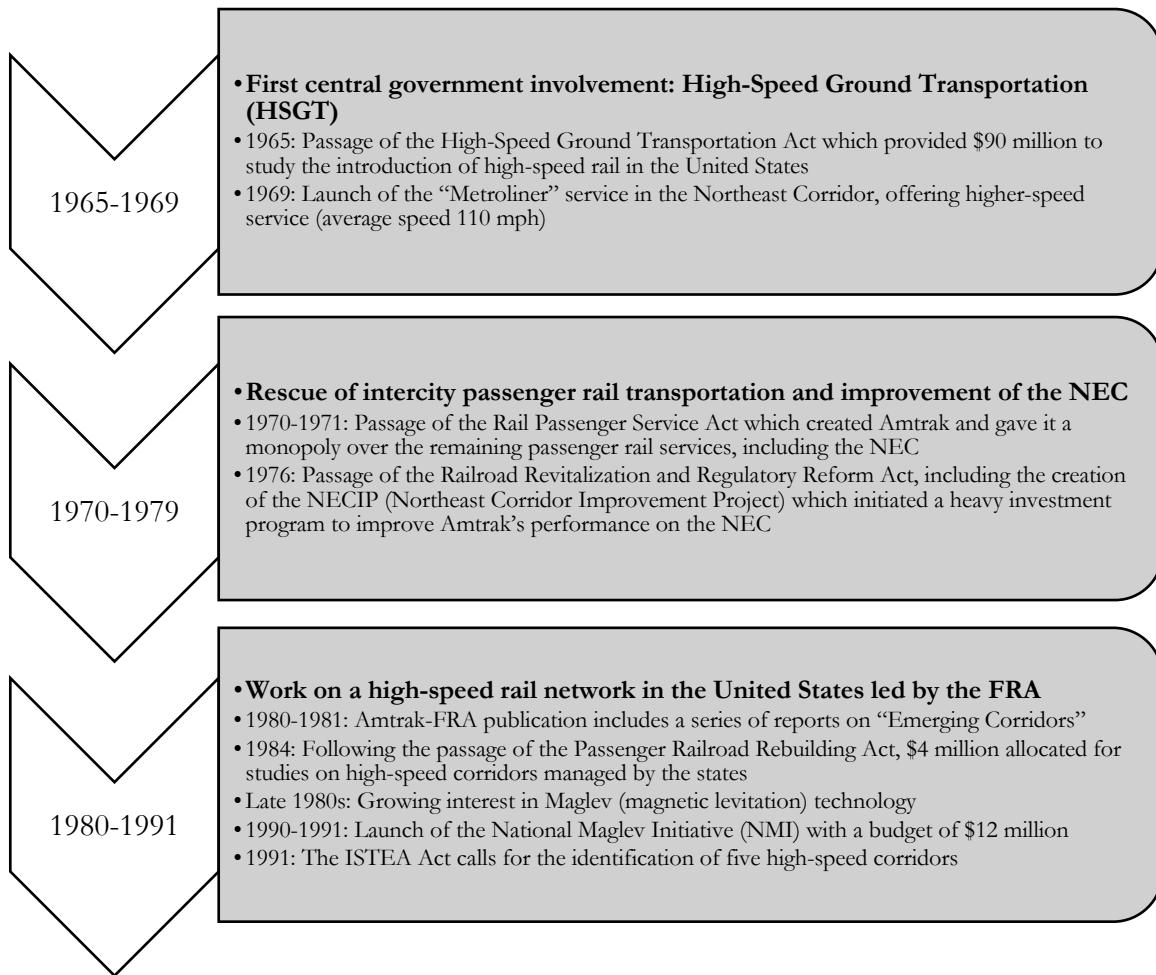 1965-1969
•First central government involvement: High-Speed Ground Transportation
(HSGT)
•1965: Passage of the High-Speed Ground Transportation Act which provided $90 million to
study the introduction of high-speed rail in the United States
•1969: Launch of the “Metroliner” service in the Northeast Corridor, offering higher-speed
service (average speed 110 mph)
1970-1979
•Rescue of intercity passenger rail transportation and improvement of the NEC
•1970-1971: Passage of the Rail Passenger Service Act which created Amtrak and gave it a
monopoly over the remaining passenger rail services, including the NEC
•1976: Passage of the Railroad Revitalization and Regulatory Reform Act, including the creation
of the NECIP (Northeast Corridor Improvement Project) which initiated a heavy investment
program to improve Amtrak’s performance on the NEC
1980-1991
•Work on a high-speed rail network in the United States led by the FRA
•1980-1981: Amtrak-FRA publication includes a series of reports on “Emerging Corridors”
•1984: Following the passage of the Passenger Railroad Rebuilding Act, $4 million allocated for
studies on high-speed corridors managed by the states
•Late 1980s: Growing interest in Maglev (magnetic levitation) technology
•1990-1991: Launch of the National Maglev Initiative (NMI) with a budget of $12 million
•1991: The ISTEA Act calls for the identification of five high-speed corridors